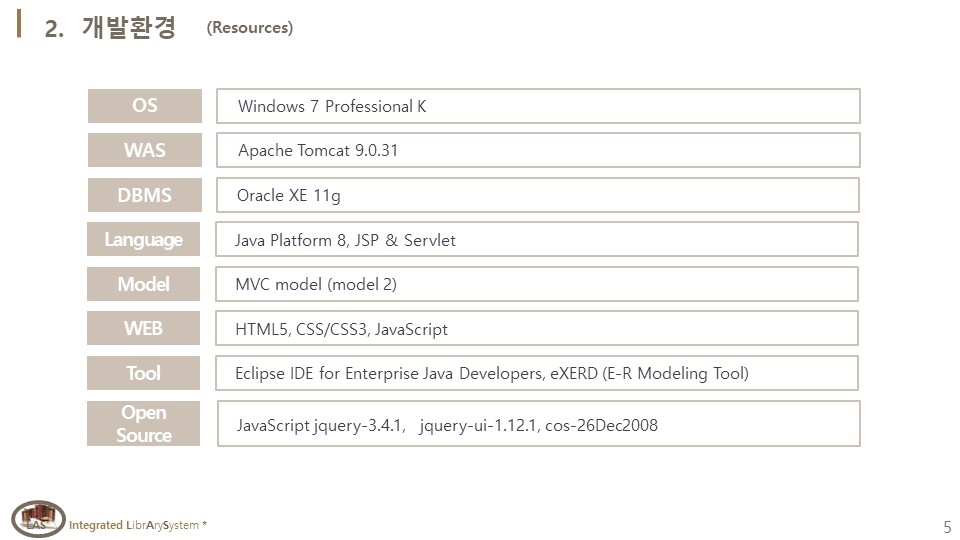 2. 개발환경 (Resources)
OS Windows 7 Professional K
WAS Apache Tomcat 9.0.31
DBMS Oracle XE 11g
Language Java Platform 8, JSP & Servlet
Model MVC model (model 2)
WEB HTML5, CSS/CSS3, JavaScript
Tool Eclipse IDE for Enterprise Java Developers, eXERD (E-R Modeling Tool)
Open
Source
JavaScript jquery-3.4.1, jquery-ui-1.12.1, cos-26Dec2008
LAS Integrated LibrArySystem *
5